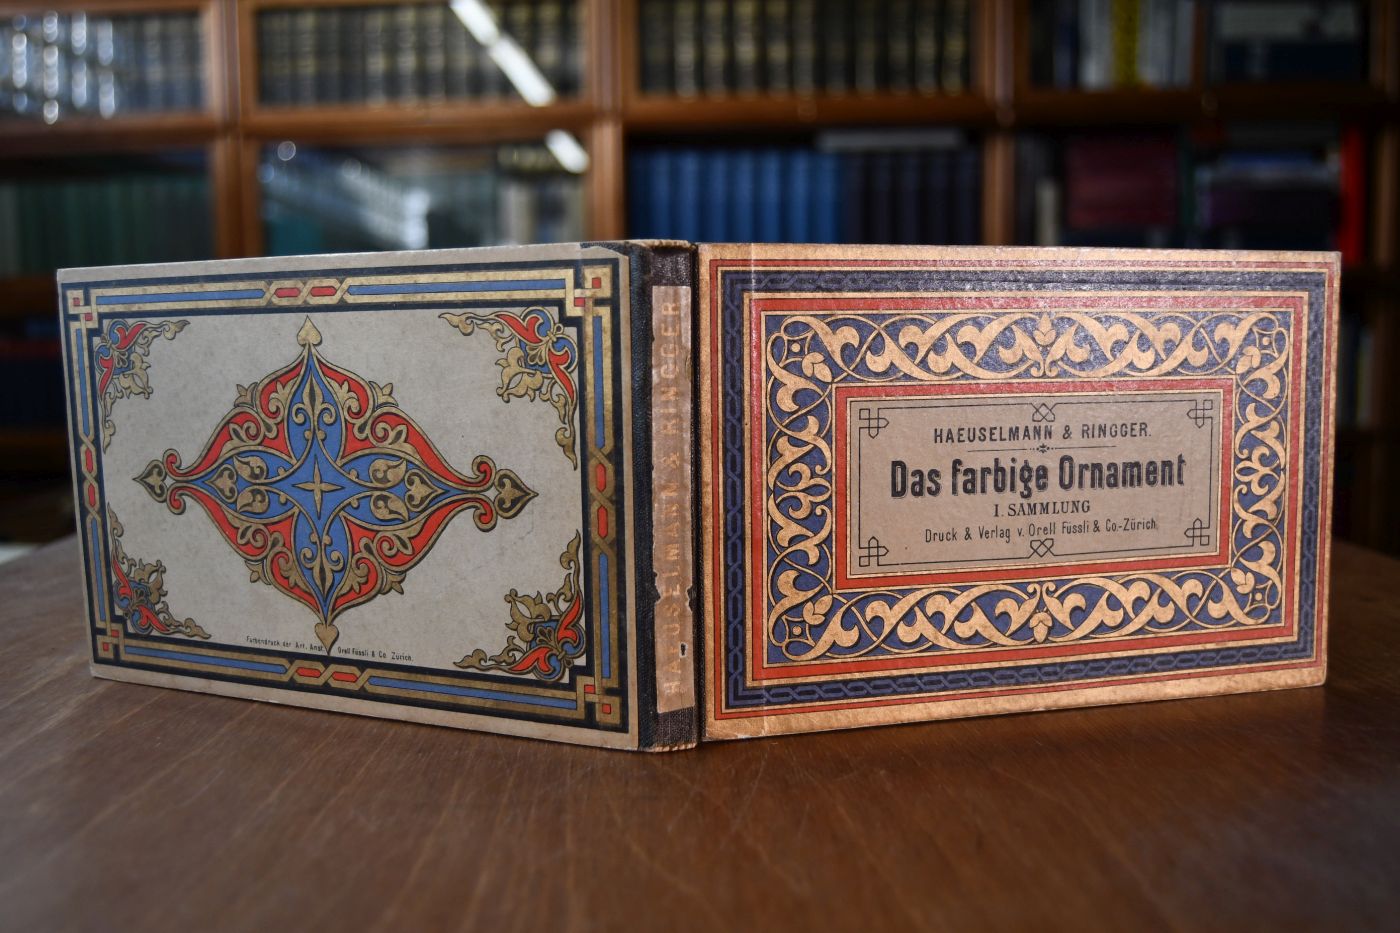 HAEUSELMANN & RINGGER.
Das farbige Ornament
I. SAMMLUNG
Druck & Verlag v. Orell Füssli & Co.-Zürich.
HAEUSELMANN & RINGGER
Farbendruck der Art. Anst. Orell Füssli & Co. Zürich.